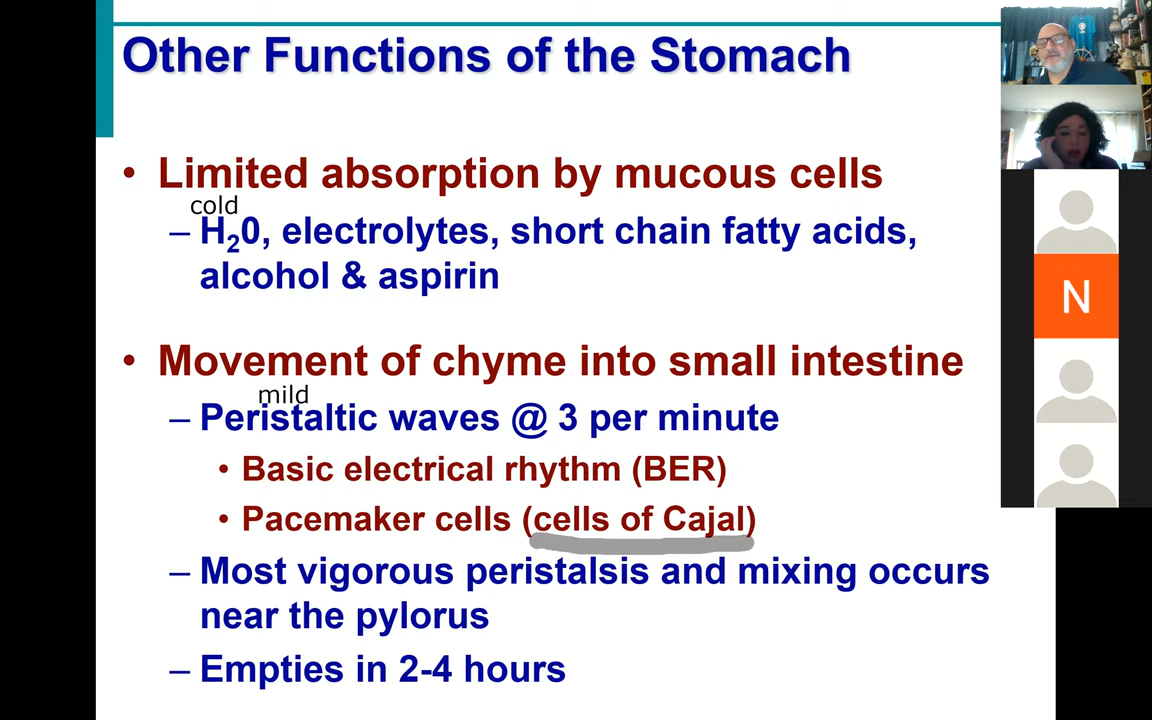 Other Functions of the Stomach
• Limited absorption by mucous cells
cold
– H₂0, electrolytes, short chain fatty acids,
alcohol & aspirin
• Movement of chyme into small intestine
mild
– Peristaltic waves @ 3 per minute
• Basic electrical rhythm (BER)
• Pacemaker cells (cells of Cajal)
– Most vigorous peristalsis and mixing occurs
near the pylorus
– Empties in 2-4 hours
N